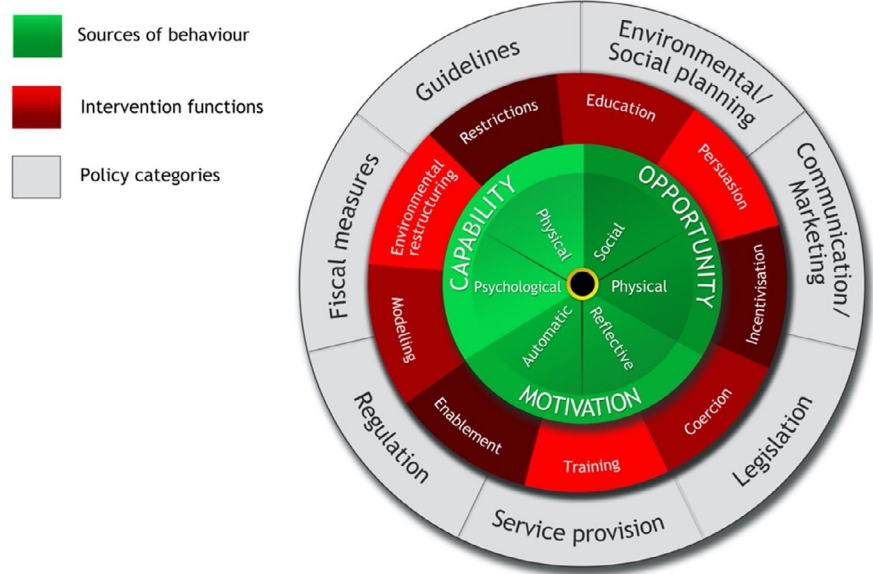 Sources of behaviour
Intervention functions
Policy categories
Guidelines
Environmental/
Social planning
Communication/
Marketing
Legislation
Service provision
Regulation
Fiscal measures
Restrictions
Education
Persuasion
Incentivisation
Coercion
Training
Enablement
Modelling
Environmental
restructuring
CAPABILITY
OPPORTUNITY
MOTIVATION
Physical
Social
Psychological
Physical
Automatic
Reflective